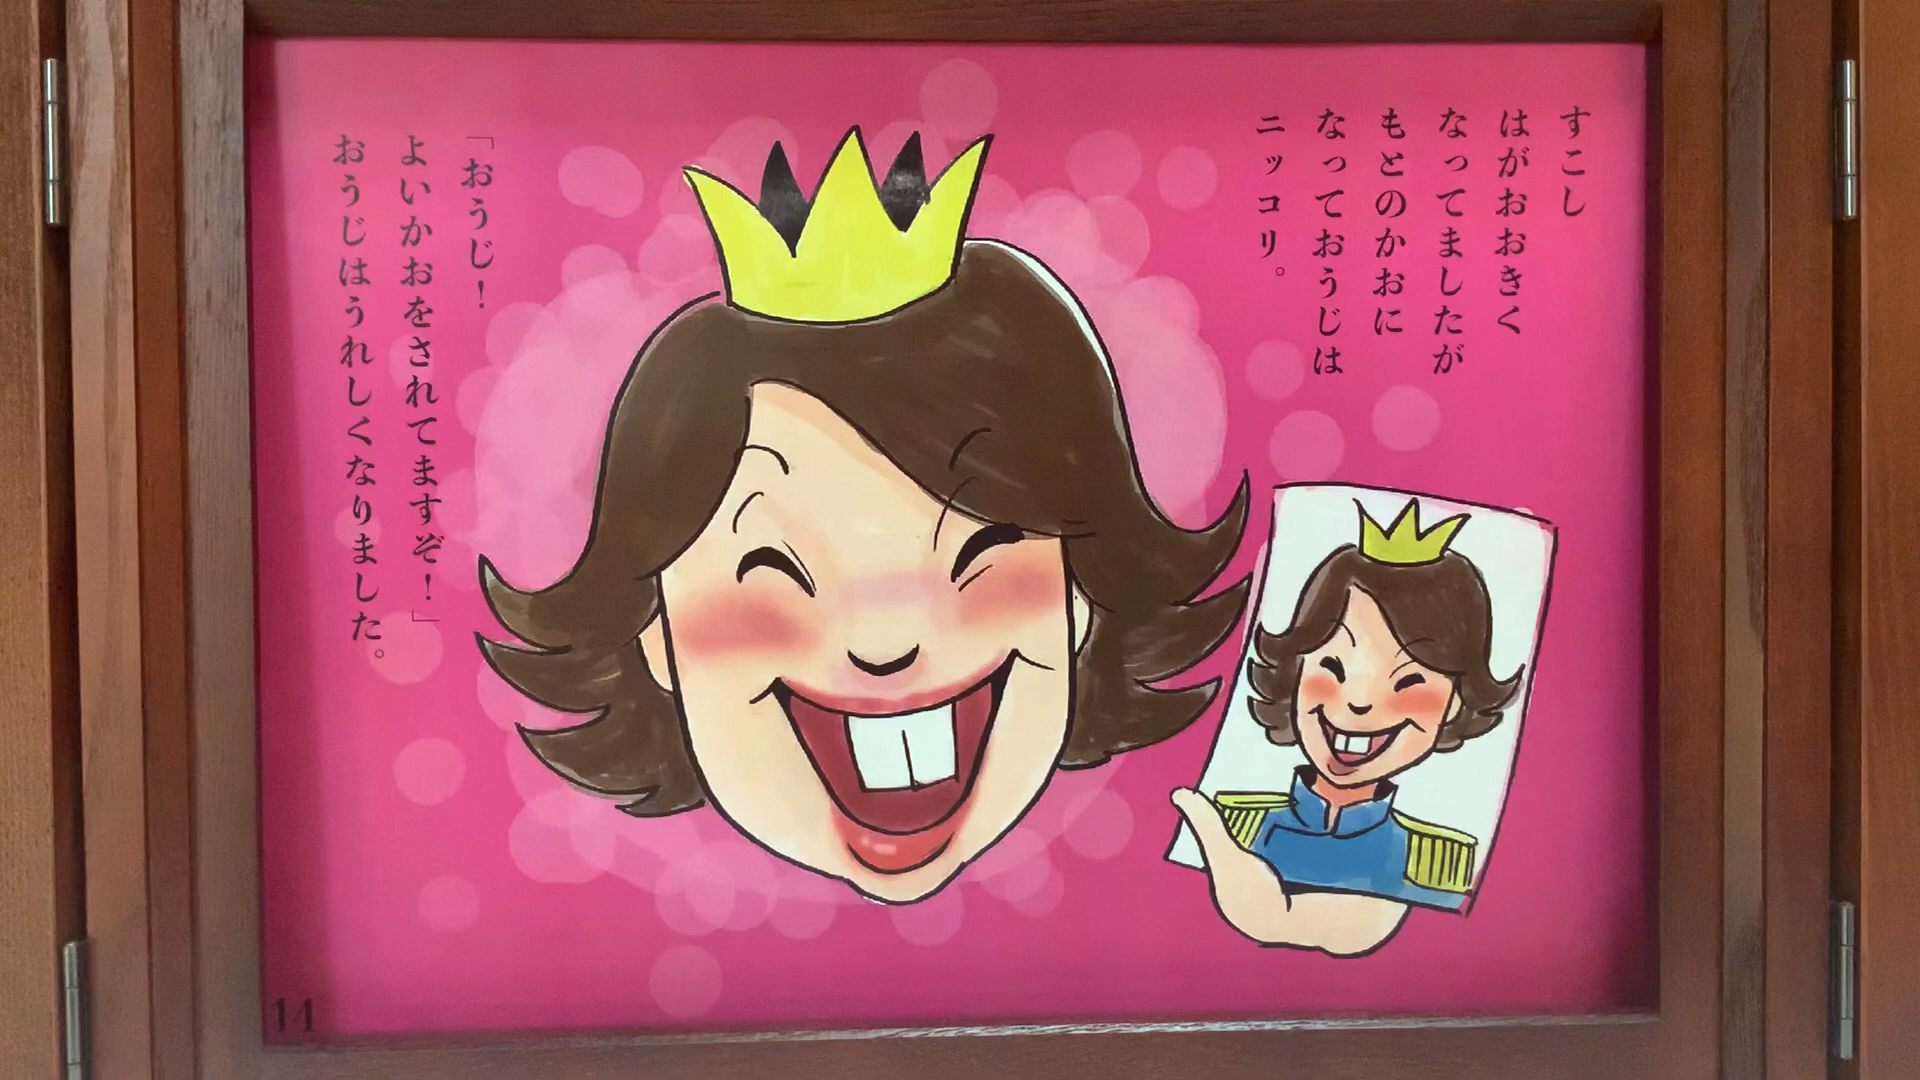 すこし
はがおおきく
なってましたが
もとのかおに
なっておうじは
ニッコリ。
「おうじ！
よいかおをされてますぞ！」
おうじはうれしくなりました。
11